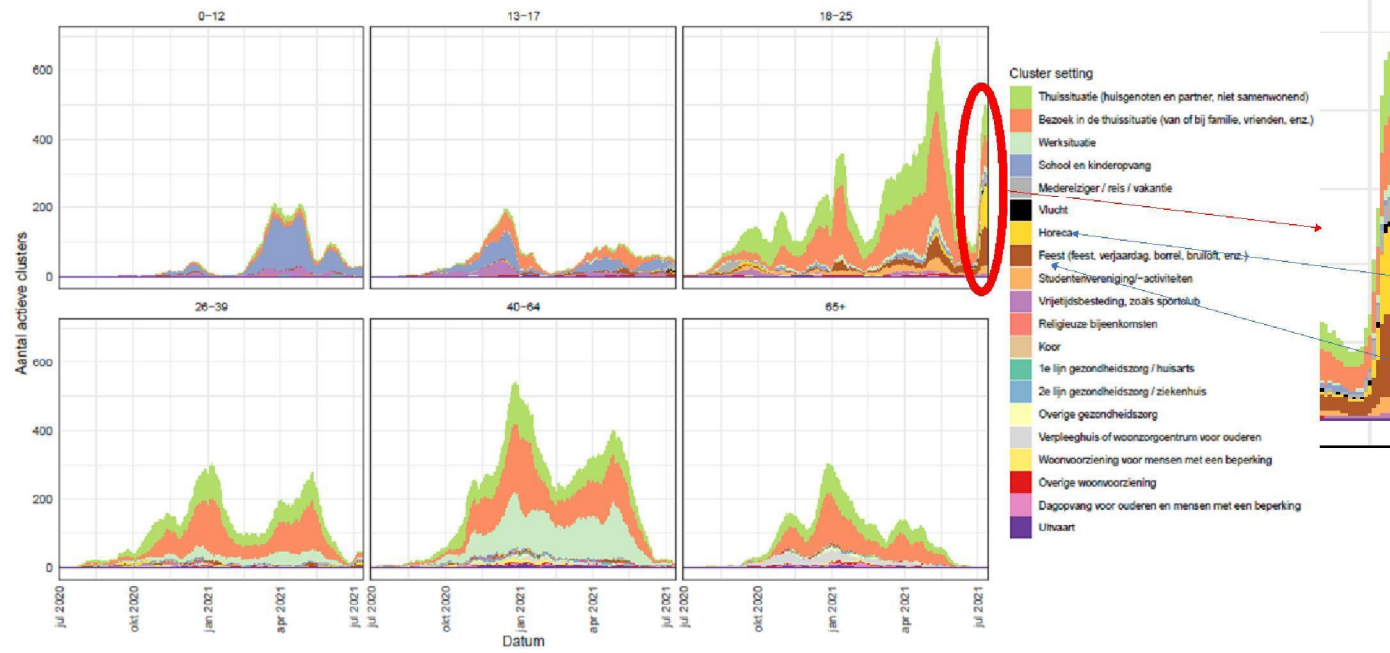 0-12
13-17
18-25
600
400
200
0
Aantal actieve clusters
26-39
40-64
65+
600
400
200
0
jul 2020
okt 2020
jan 2021
apr 2021
jul 2021
jul 2020
okt 2020
jan 2021
apr 2021
jul 2021
jul 2020
okt 2020
jan 2021
apr 2021
jul 2021
Datum
Cluster setting
Thuissituatie (huisgenoten en partner, niet samenwonend)
Bezoek in de thuissituatie (van of bij familie, vrienden, enz.)
Werksituatie
School en kinderopvang
Medereiziger / reis / vakantie
Vlucht
Horeca
Feest (feest, verjaardag, borrel, bruiloft, enz.)
Studentenvereniging/-activiteiten
Vrijetijdsbesteding, zoals sportclub
Religieuze bijeenkomsten
Koor
1e lijn gezondheidszorg / huisarts
2e lijn gezondheidszorg / ziekenhuis
Overige gezondheidszorg
Verpleeghuis of woonzorgcentrum voor ouderen
Woonvoorziening voor mensen met een beperking
Overige woonvoorziening
Dagopvang voor ouderen en mensen met een beperking
Uitvaart